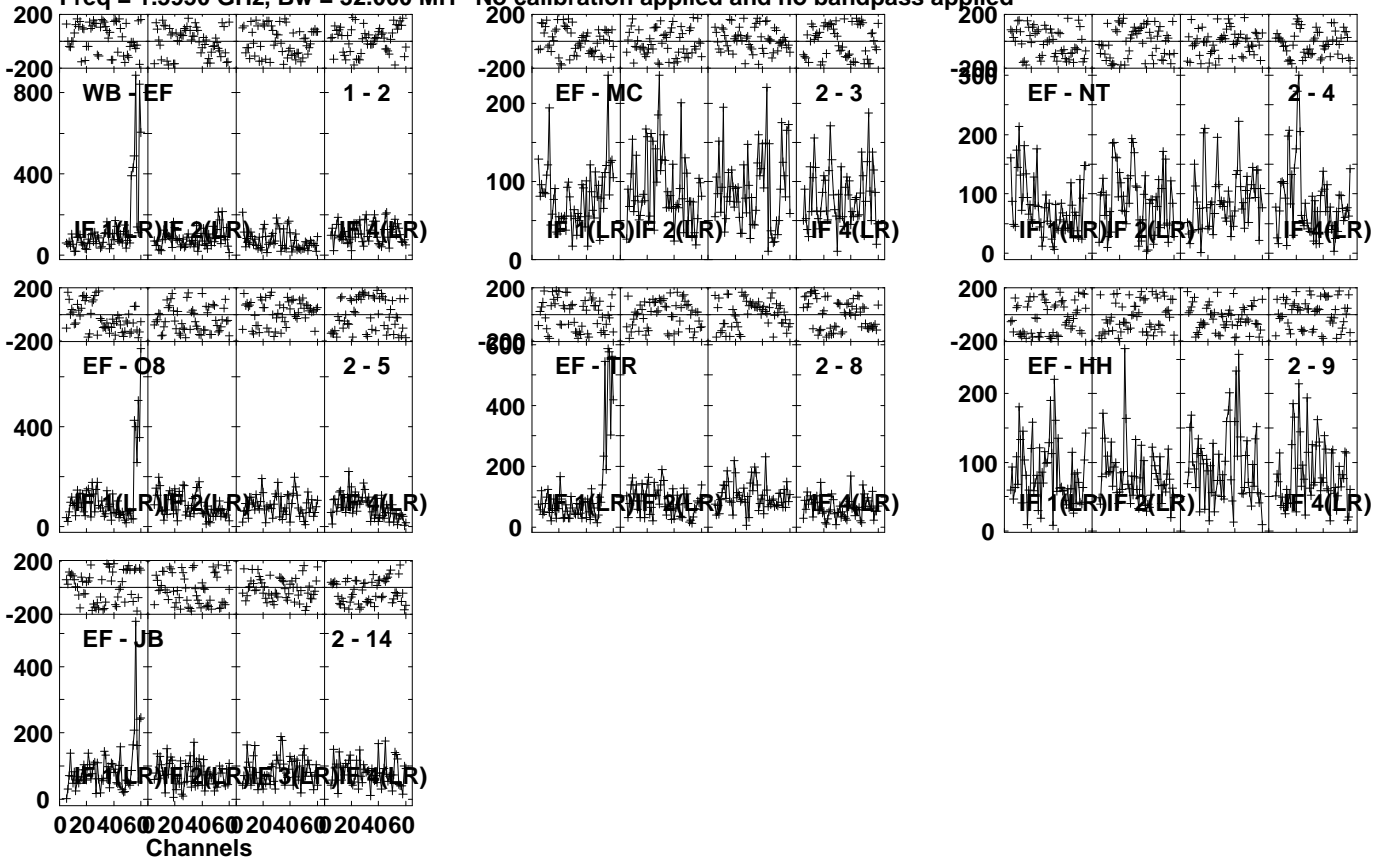 Freq = 1.5950 GHz, Bw = 32.000 MH No calibration applied and no bandpass applied
200
-200
800
400
0
WB - EF 1 - 2
IF 1(LR) IF 2(LR) IF 4(LR)
200
-200
200
100
0
EF - MC 2 - 3
IF 1(LR) IF 2(LR) IF 4(LR)
200
-200
300
200
100
0
EF - NT 2 - 4
IF 1(LR) IF 2(LR) IF 4(LR)
200
-200
400
0
EF - O8 2 - 5
IF 1(LR) IF 2(LR) IF 4(LR)
200
-200
600
400
200
0
EF - TR 2 - 8
IF 1(LR) IF 2(LR) IF 4(LR)
200
-200
200
100
0
EF - HH 2 - 9
IF 1(LR) IF 2(LR) IF 4(LR)
200
-200
400
200
0
EF - JB 2 - 14
IF 1(LR) IF 2(LR) IF 3(LR) IF 4(LR)
0 20 40 60 0 20 40 60 0 20 40 60 0 20 40 60
Channels